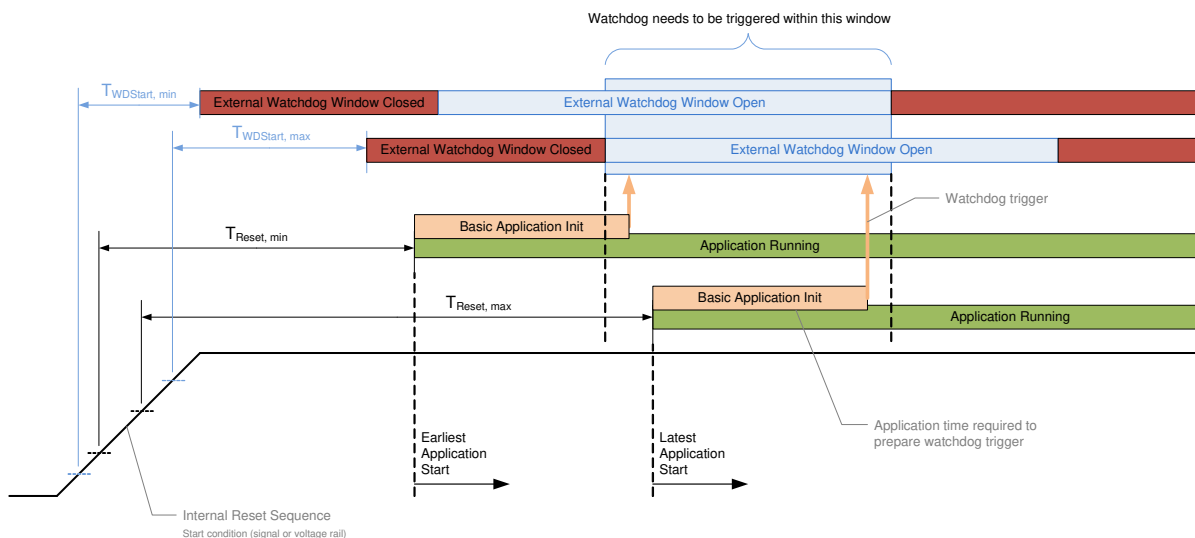 Watchdog needs to be triggered within this window
TWDStart, min
External Watchdog Window Closed
External Watchdog Window Open
TWDStart, max
External Watchdog Window Closed
External Watchdog Window Open
Watchdog trigger
Basic Application Init
TReset, min
Application Running
Basic Application Init
TReset, max
Application Running
Earliest
Application
Start
Latest
Application
Start
Application time required to
prepare watchdog trigger
Internal Reset Sequence
Start condition (signal or voltage rail)